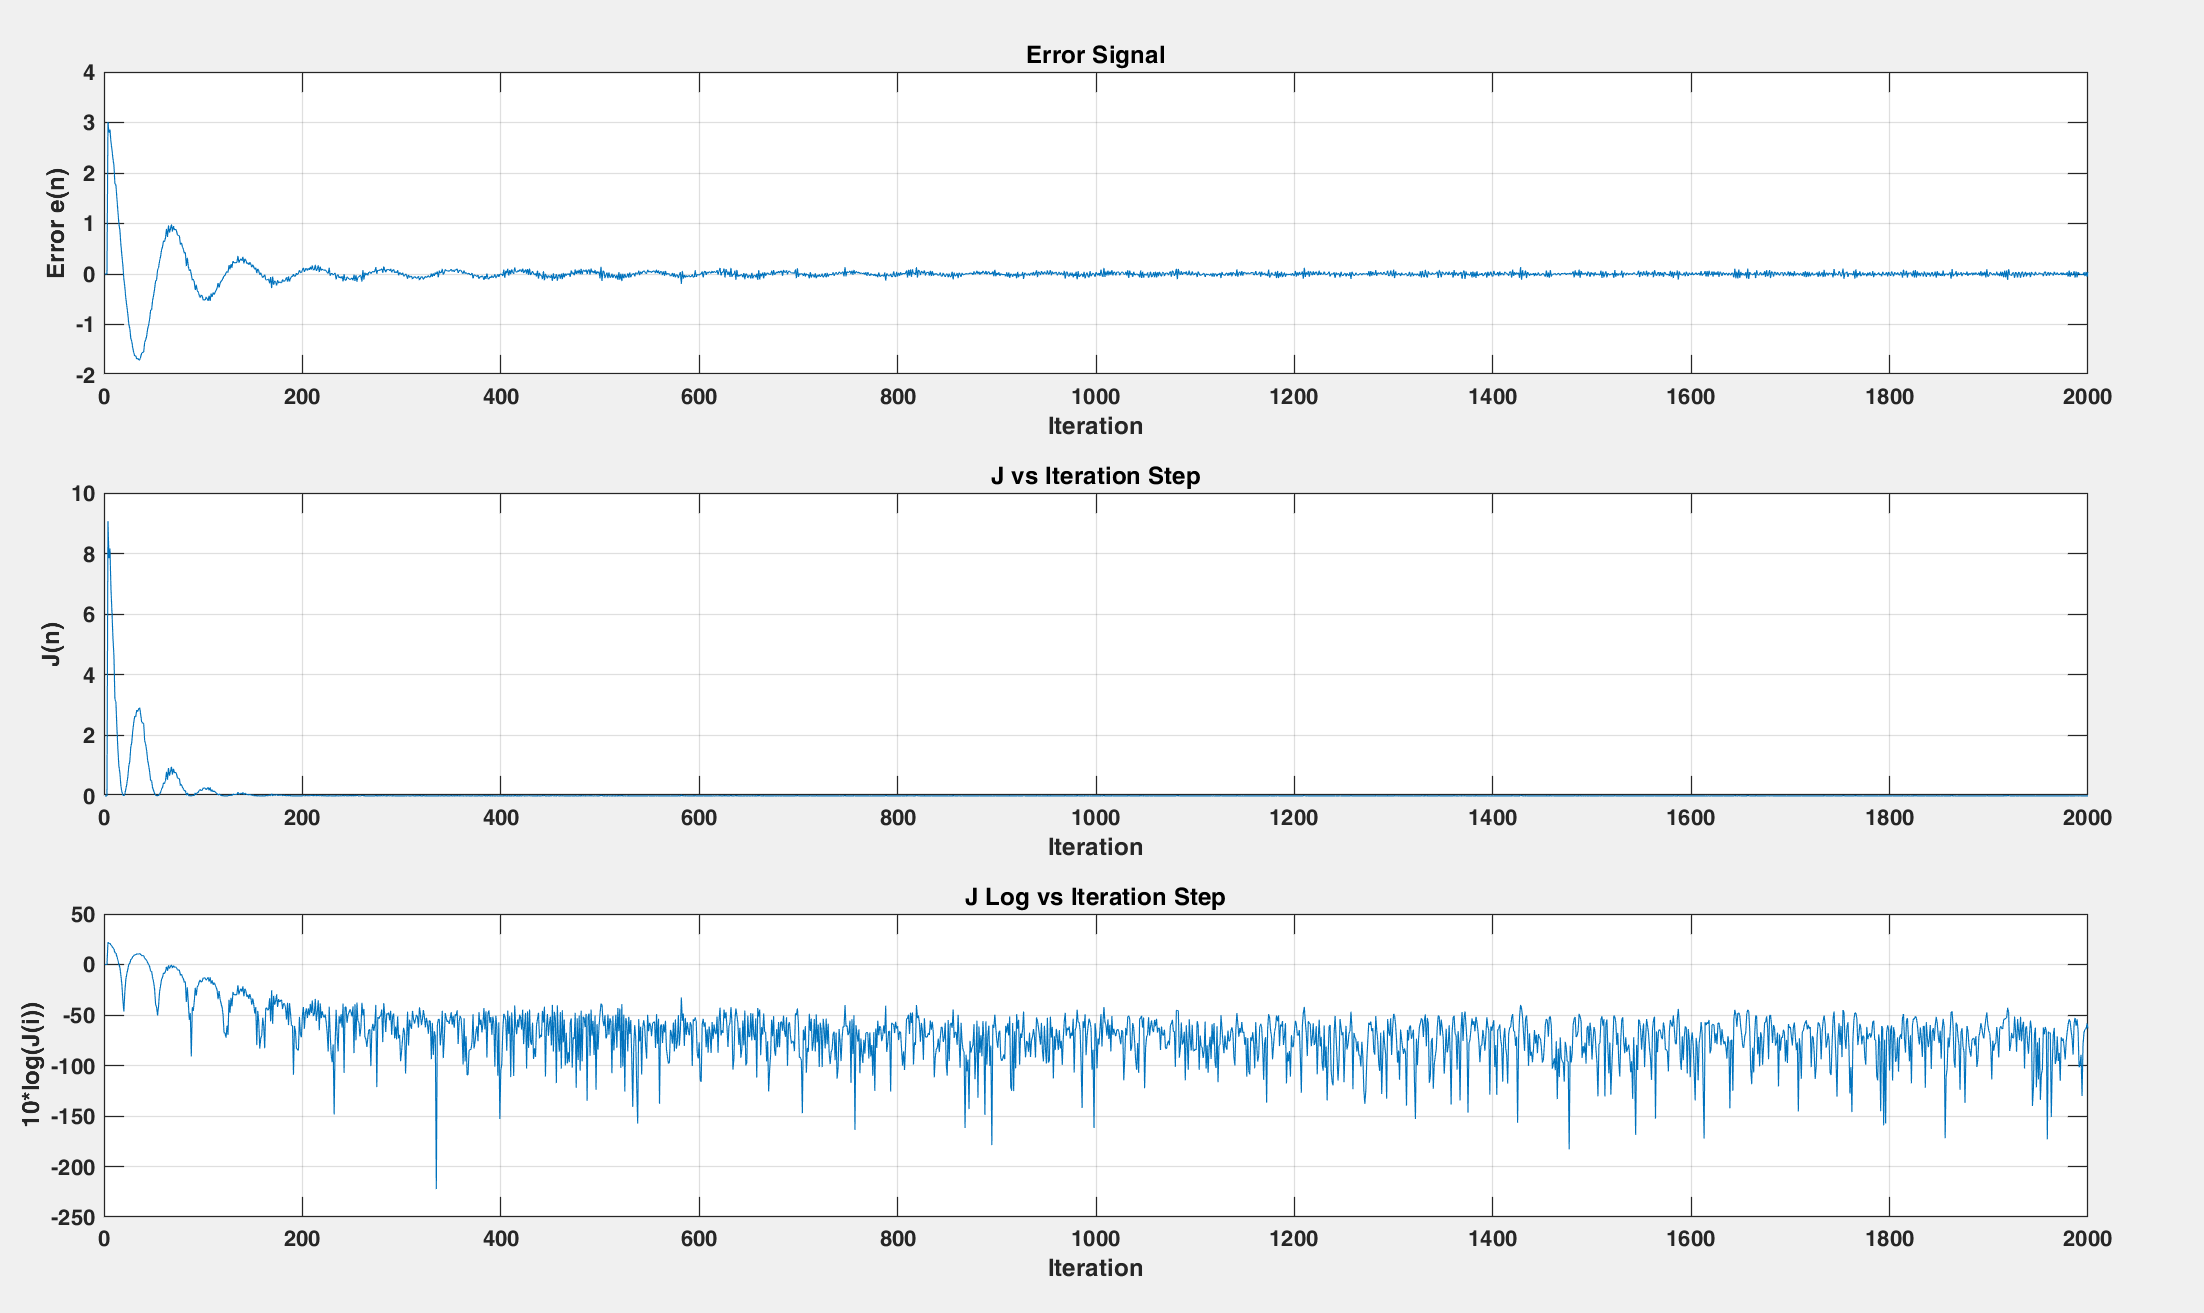 Error Signal
4
3
2
1
0
-1
-2
Error e(n)
0 200 400 600 800 1000 1200 1400 1600 1800 2000
Iteration
J vs Iteration Step
10
8
6
4
2
0
J(n)
0 200 400 600 800 1000 1200 1400 1600 1800 2000
Iteration
J Log vs Iteration Step
50
0
-50
-100
-150
-200
-250
10*log(J(i))
0 200 400 600 800 1000 1200 1400 1600 1800 2000
Iteration